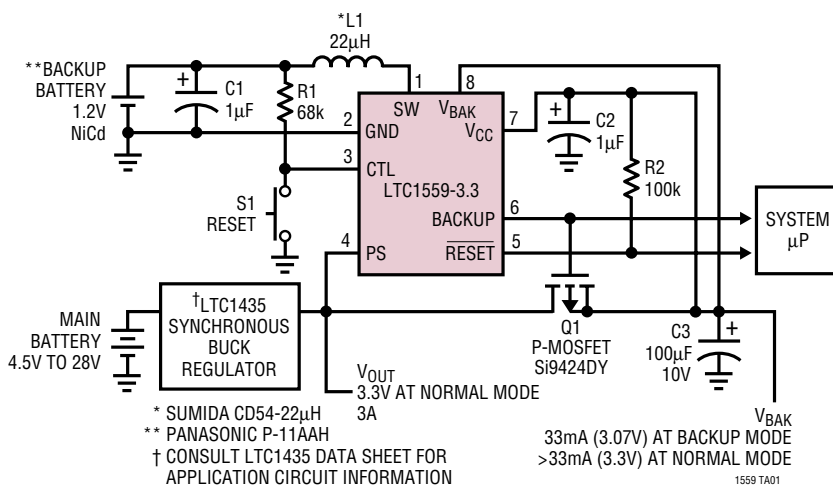 *L1
22µH
**BACKUP
BATTERY
1.2V
NiCd
+
C1
1µF
R1
68k
1
SW
8
VBAK
7
VCC
2
GND
3
CTL
LTC1559-3.3
+
C2
1µF
R2
100k
S1
RESET
BACKUP
6
RESET
5
4
PS
SYSTEM
µP
MAIN
BATTERY
4.5V TO 28V
†LTC1435
SYNCHRONOUS
BUCK
REGULATOR
Q1
P-MOSFET
Si9424DY
C3
100µF
10V
+
VOUT
3.3V AT NORMAL MODE
3A
VBAK
33mA (3.07V) AT BACKUP MODE
>33mA (3.3V) AT NORMAL MODE
* SUMIDA CD54-22µH
** PANASONIC P-11AAH
† CONSULT LTC1435 DATA SHEET FOR
APPLICATION CIRCUIT INFORMATION
1559 TA01